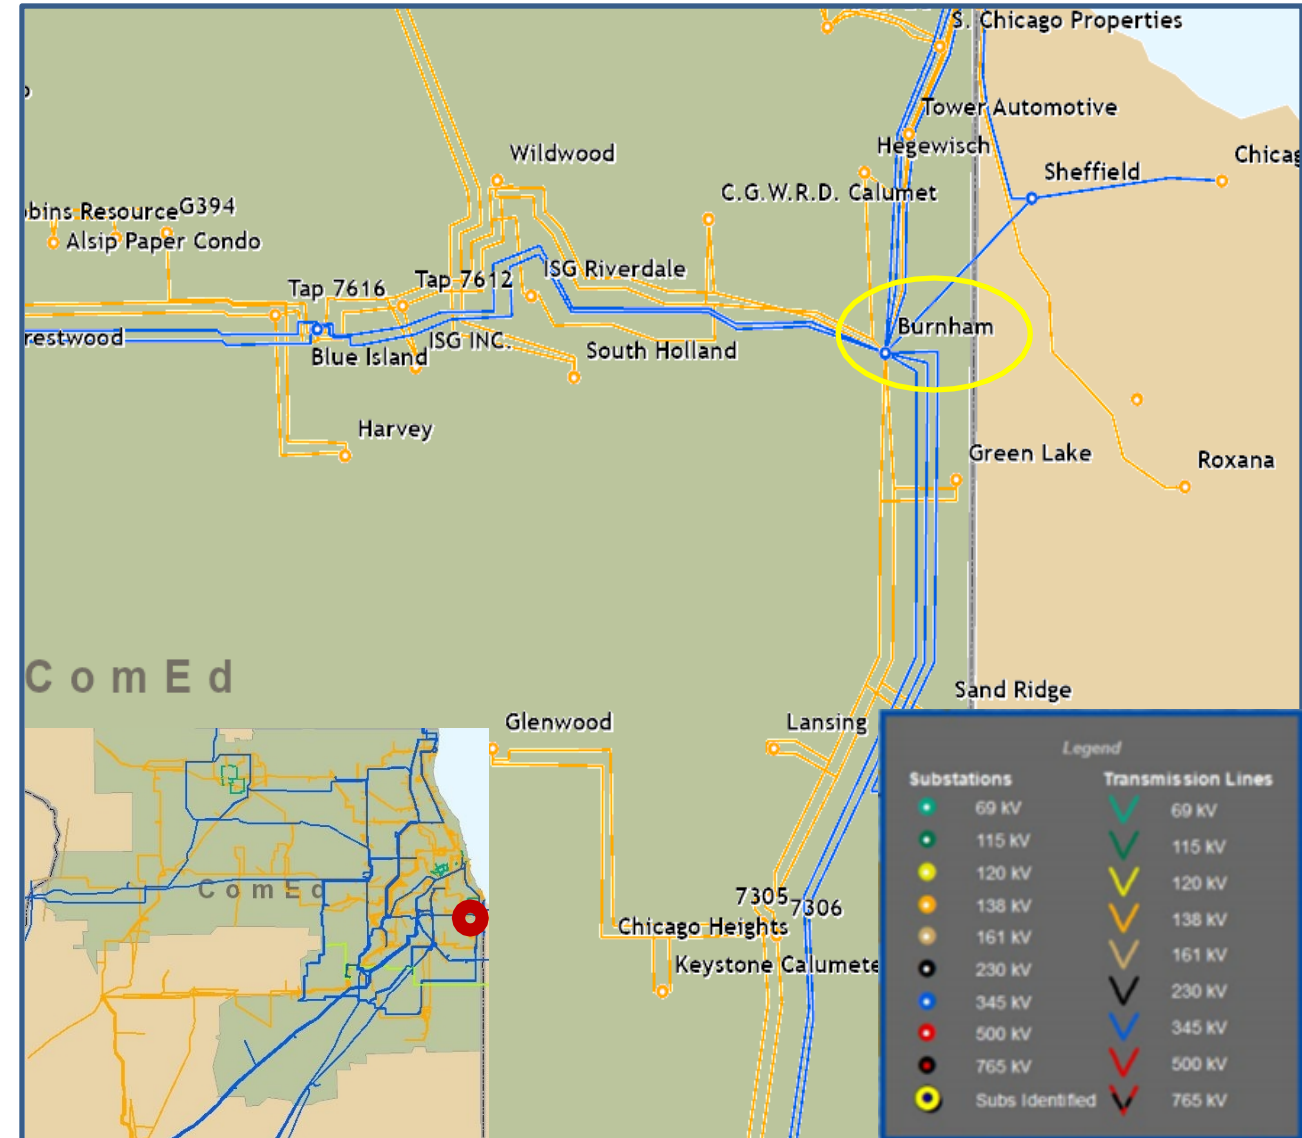 S. Chicago Properties
Tower Automotive
Hegewisch
Wildwood
Sheffield
Chicag
C.G.W.R.D. Calumet
bins Resource
G394
Alsip Paper Condo
ISG Riverdale
Tap 7612
Tap 7616
Burnham
restwood
Blue Island
ISG INC.
South Holland
Harvey
Green Lake
Roxana
ComEd
Sand Ridge
Glenwood
Lansing
7305
7306
Chicago Heights
Keystone Calumete
ComEd
Legend
Substations Transmission Lines
69 kV 69 kV
115 kV 115 kV
120 kV 120 kV
138 kV 138 kV
161 kV 161 kV
230 kV 230 kV
345 kV 345 kV
500 kV 500 kV
765 kV 765 kV
Subs Identified